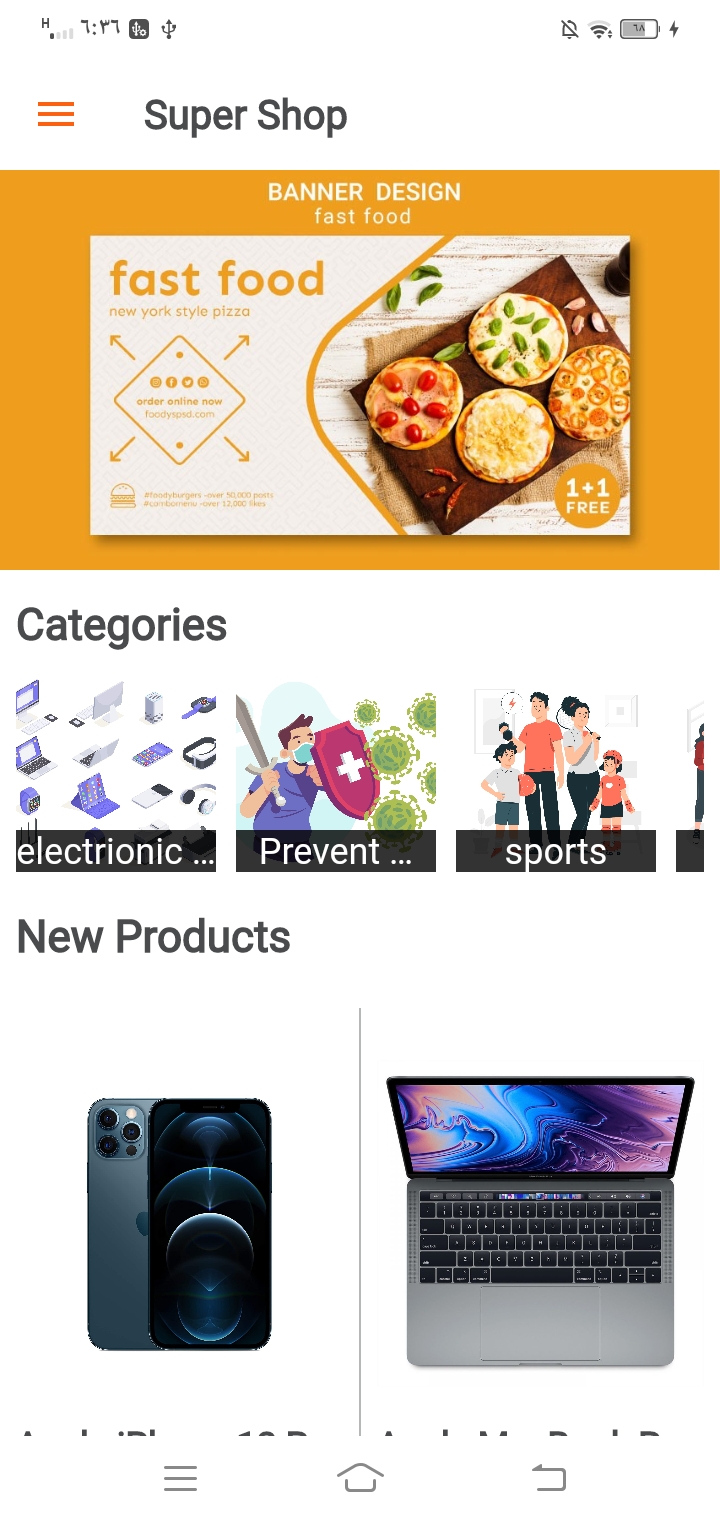 H ٦:٣٦ ٦٨
Super Shop
BANNER DESIGN
fast food
fast food
new york style pizza
order online now
foodyspsd.com
#foodyburgers -over 50,000 posts
#combomenu -over 12,000 likes
1+1
FREE
Categories
electrionic ...
Prevent ...
sports
New Products